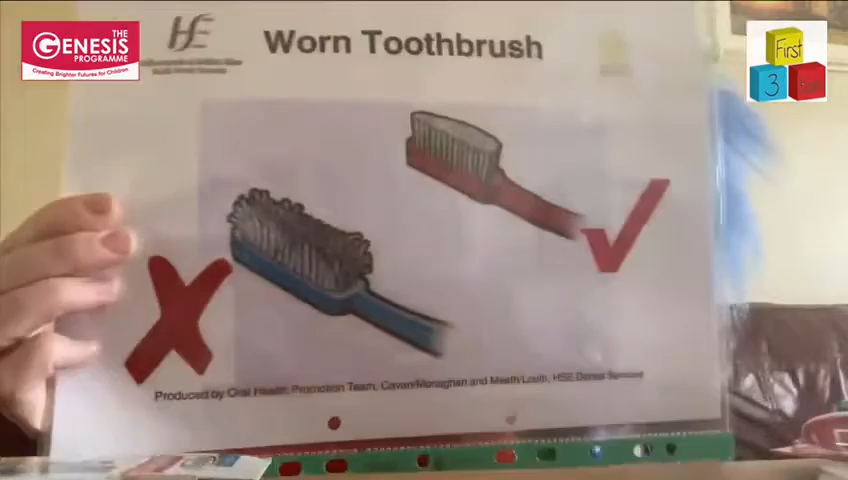 THE
GENESIS
PROGRAMME
Creating Brighter Futures for Children
HE
Worn Toothbrush
First
3
Produced by Oral Health Promotion Team, Cavan/Monaghan and Meath/Louth, HSE Dental Services